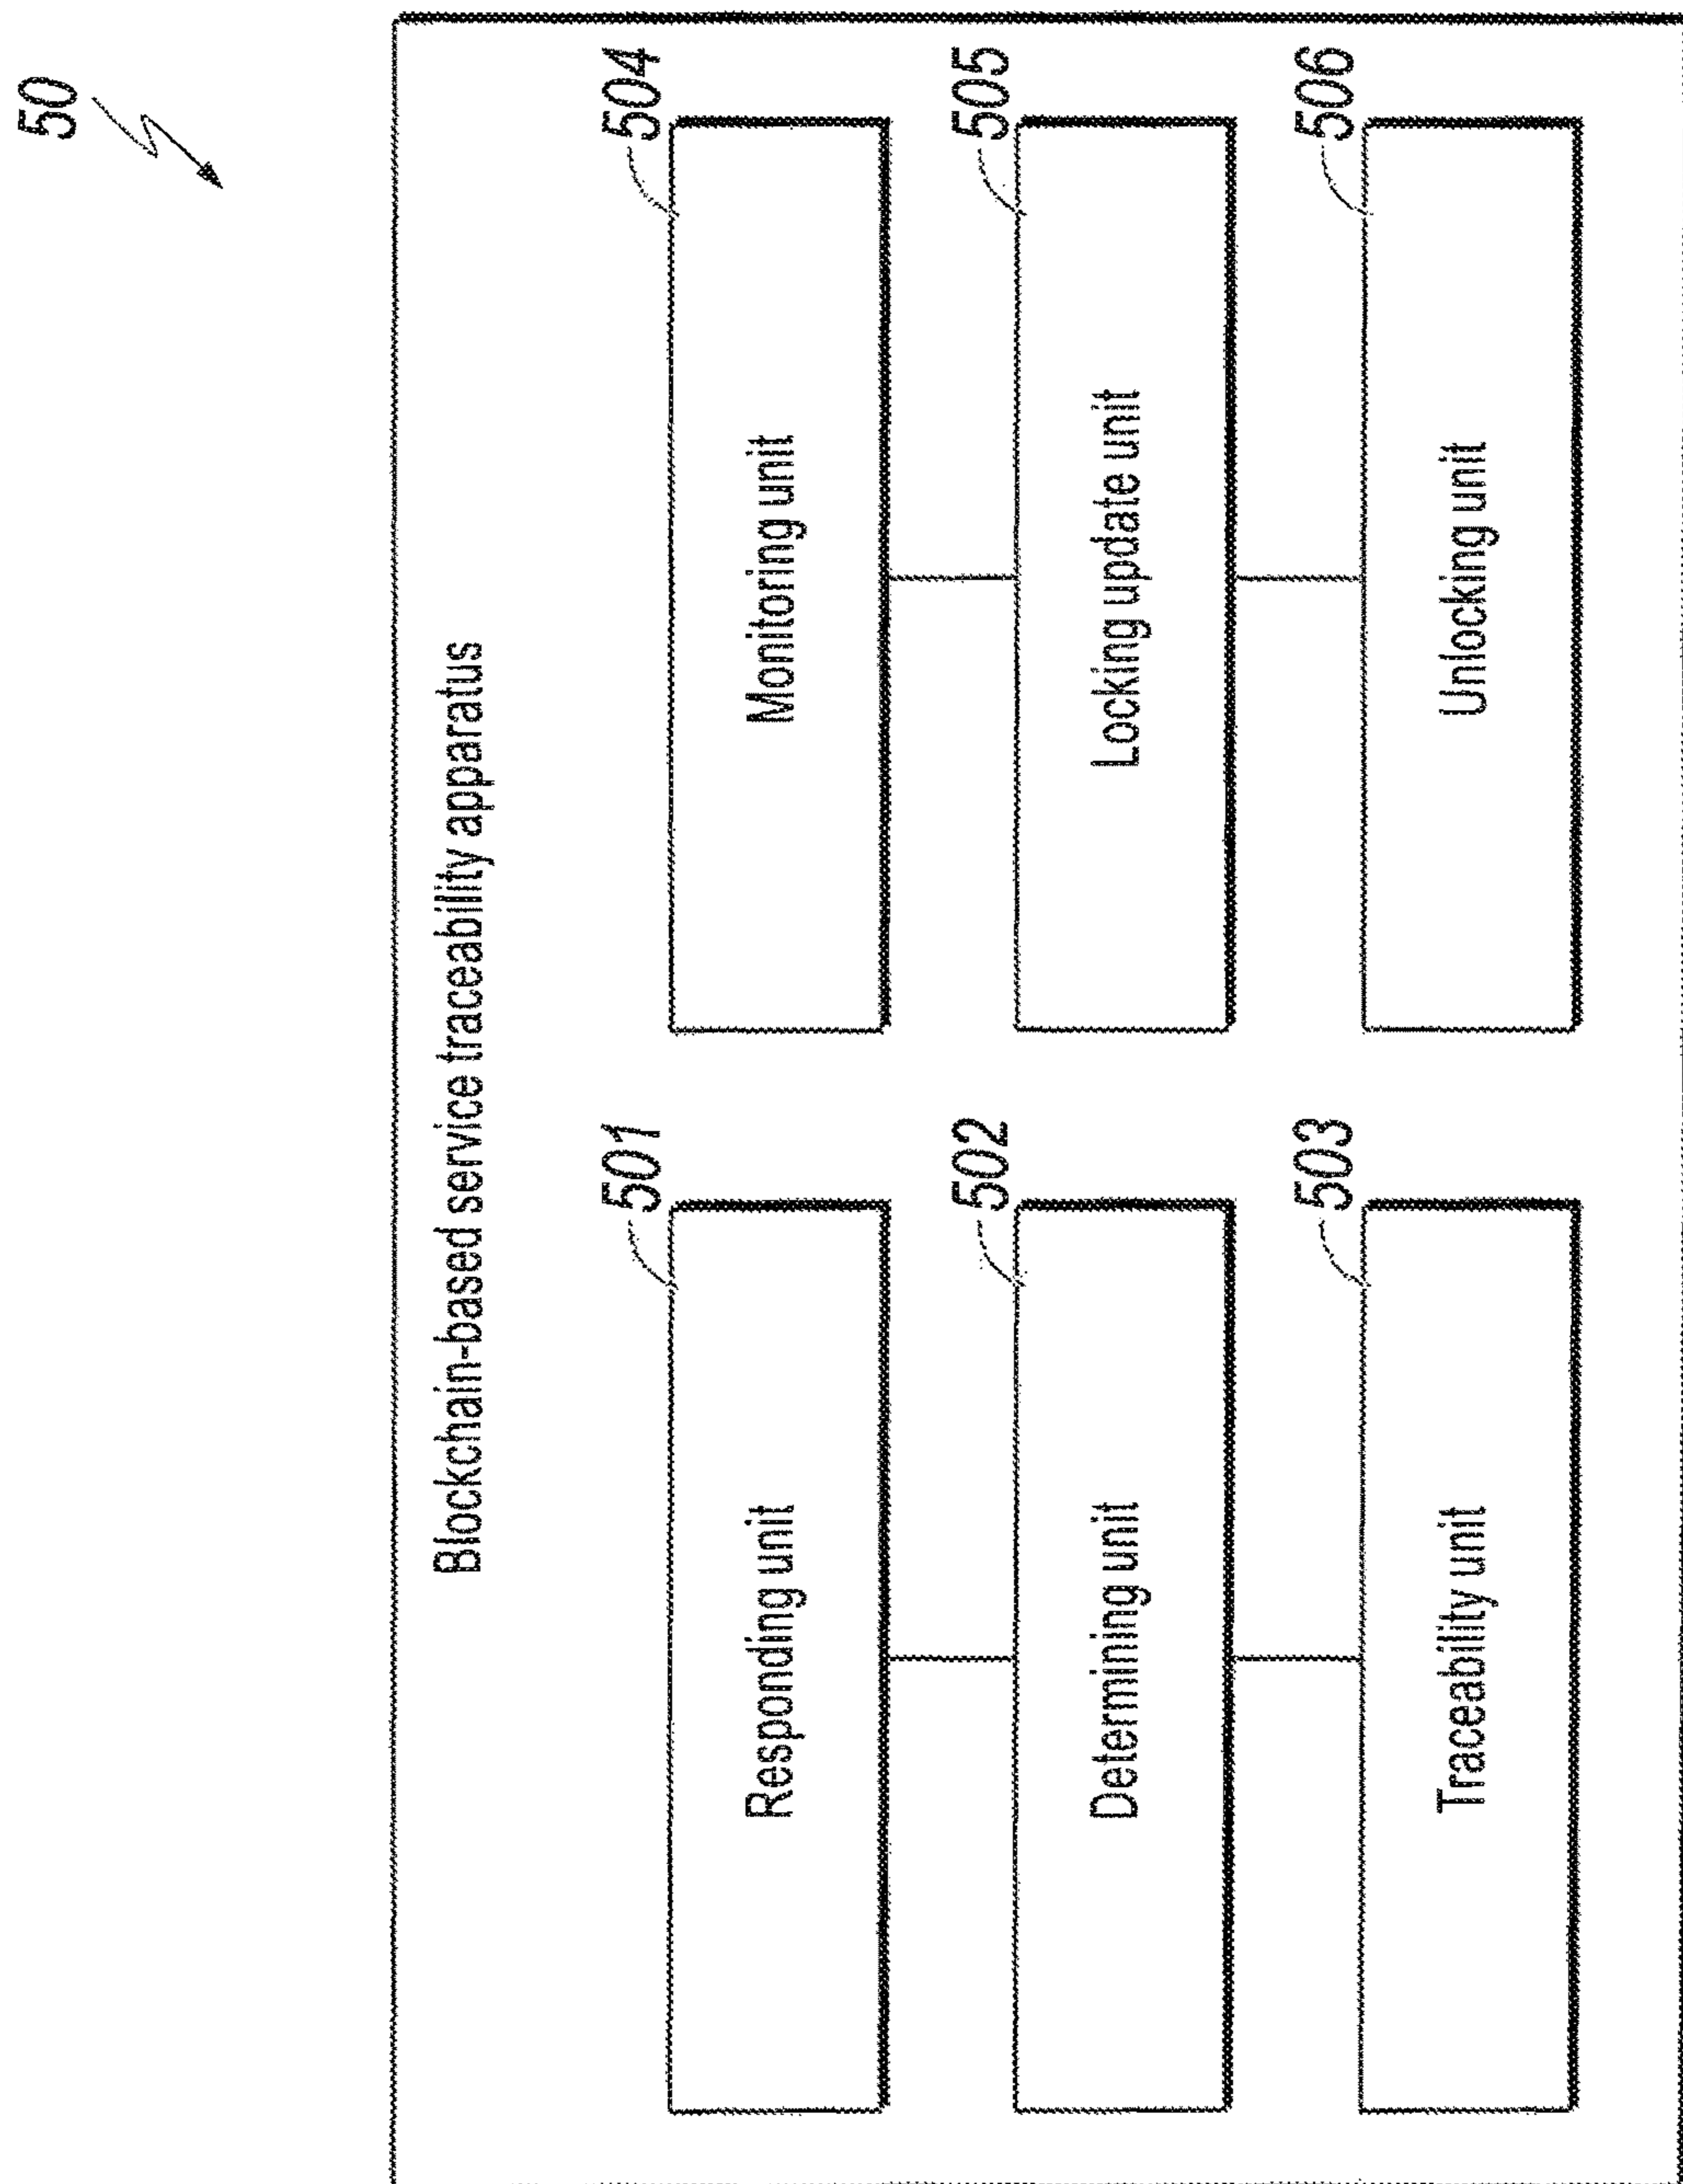 50
Blockchain-based service traceability apparatus
501
Responding unit
504
Monitoring unit
502
Determining unit
505
Locking update unit
503
Traceability unit
506
Unlocking unit